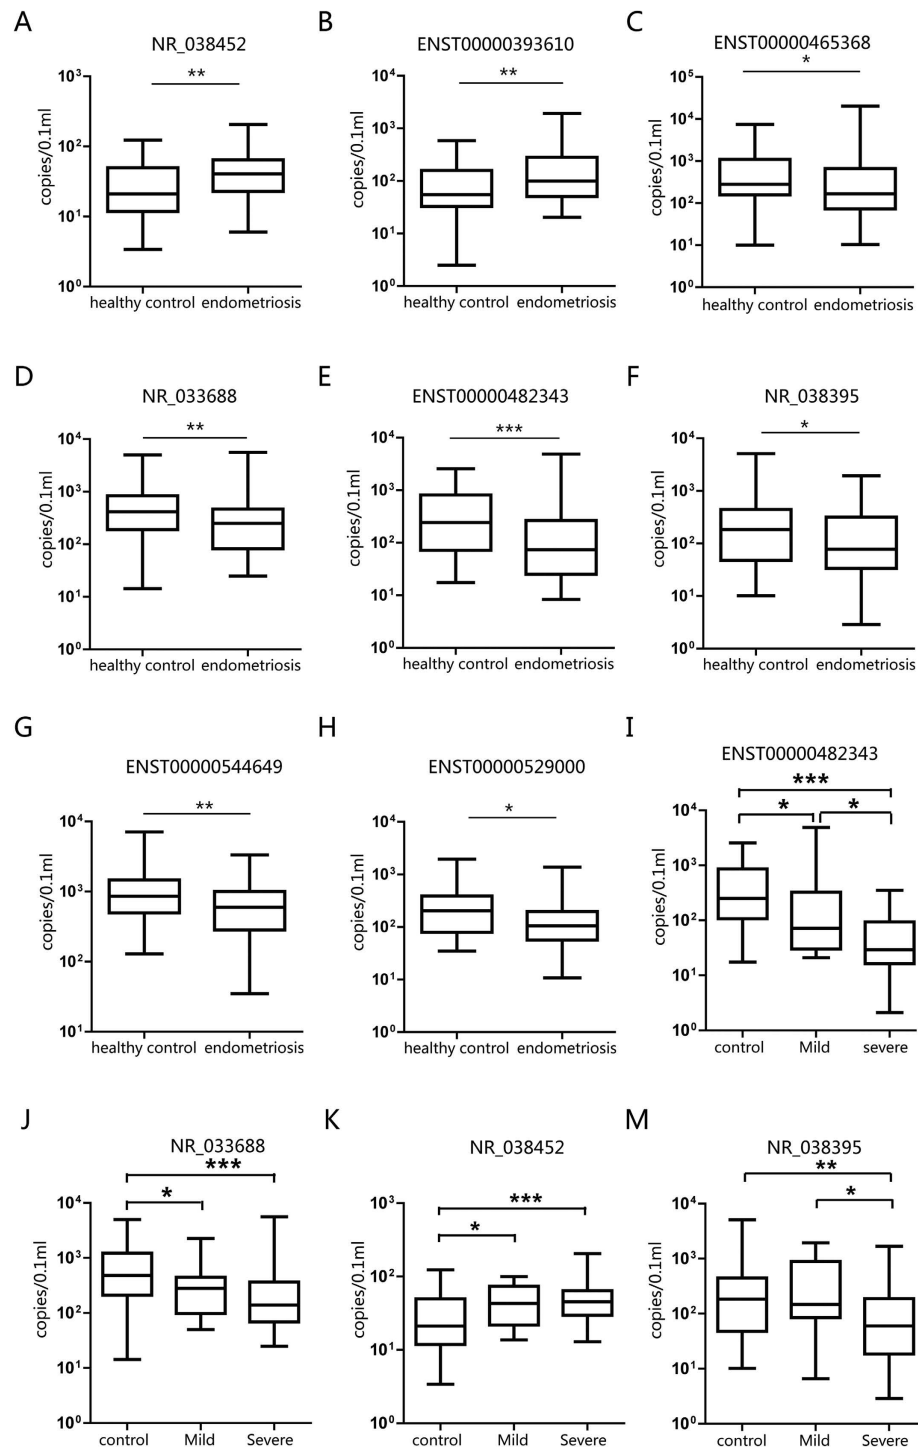 A
NR_038452
**
copies/0.1ml
10³
10²
10¹
10⁰
healthy control endometriosis
B
ENST00000393610
**
copies/0.1ml
10⁴
10³
10²
10¹
10⁰
healthy control endometriosis
C
ENST00000465368
*
copies/0.1ml
10⁵
10⁴
10³
10²
10¹
10⁰
healthy control endometriosis
D
NR_033688
**
copies/0.1ml
10⁴
10³
10²
10¹
10⁰
healthy control endometriosis
E
ENST00000482343
***
copies/0.1ml
10⁴
10³
10²
10¹
10⁰
healthy control endometriosis
F
NR_038395
*
copies/0.1ml
10⁴
10³
10²
10¹
10⁰
healthy control endometriosis
G
ENST00000544649
**
copies/0.1ml
10⁴
10³
10²
10¹
healthy control endometriosis
H
ENST00000529000
*
copies/0.1ml
10⁴
10³
10²
10¹
10⁰
healthy control endometriosis
I
ENST00000482343
***
* *
copies/0.1ml
10⁴
10³
10²
10¹
10⁰
control Mild severe
J
NR_033688
***
*
copies/0.1ml
10⁴
10³
10²
10¹
10⁰
control Mild Severe
K
NR_038452
***
*
copies/0.1ml
10³
10²
10¹
10⁰
control Mild Severe
M
NR_038395
**
*
copies/0.1ml
10⁴
10³
10²
10¹
10⁰
control Mild Severe